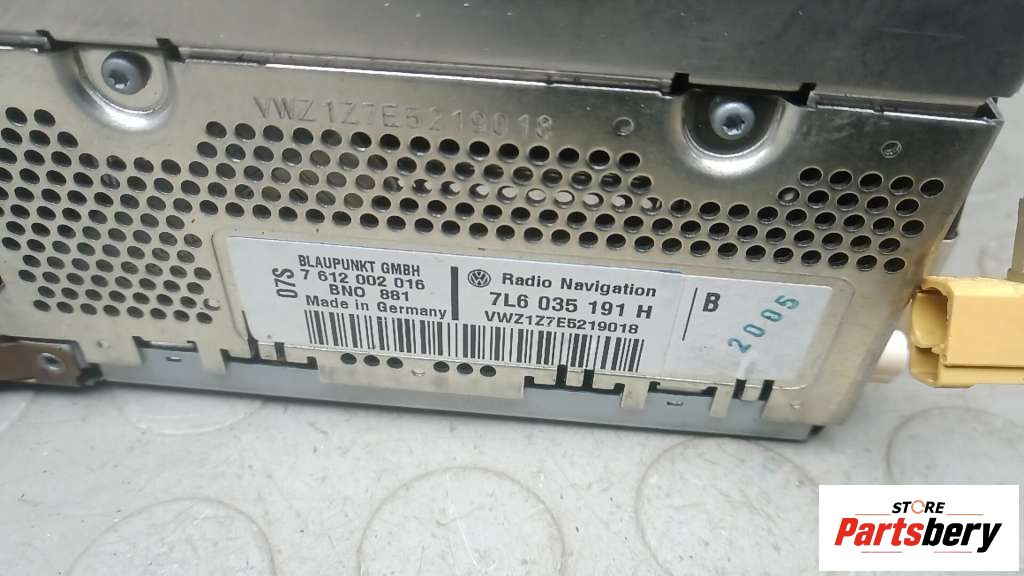 VWZ1Z7E5219018
07S
BLAUPUNKT GMBH
7 612 002 016
BNO 881
Made in Germany
Radio Navigation
7L6 035 191 H
VWZ1Z7E5219018
B
2005
STORE
Partsbery